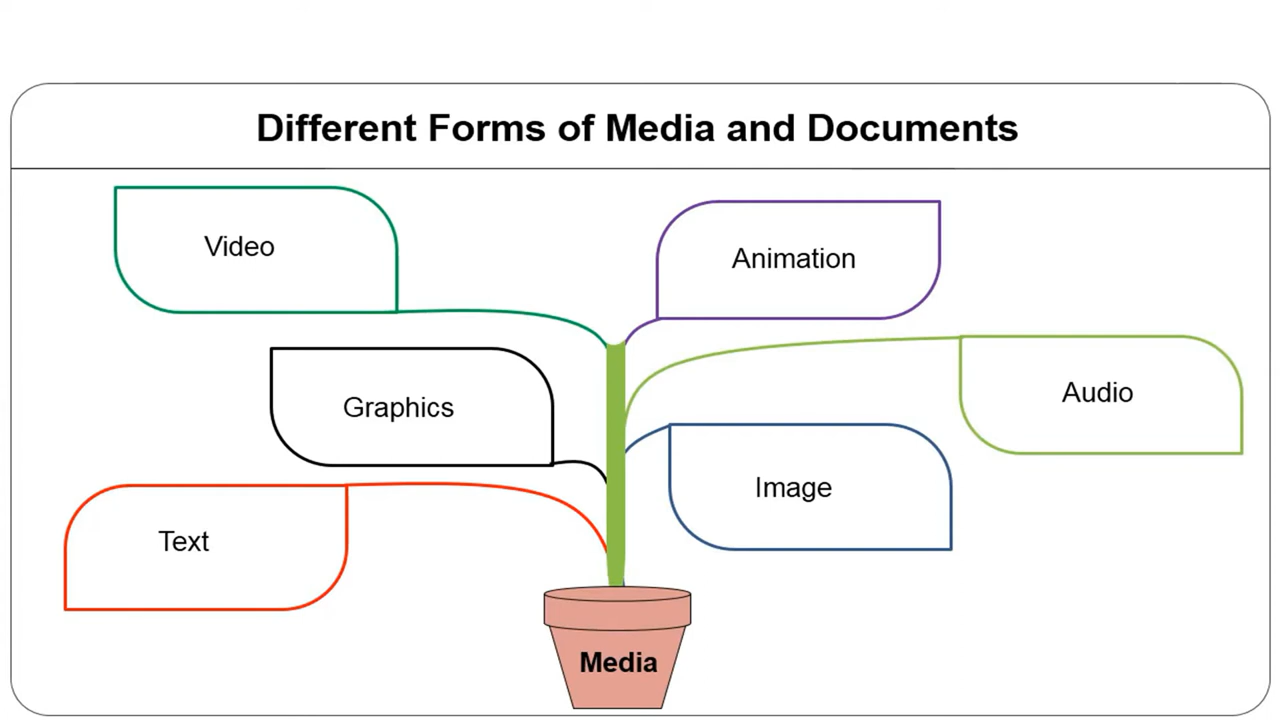 Different Forms of Media and Documents
Video
Animation
Graphics
Audio
Image
Text
Media